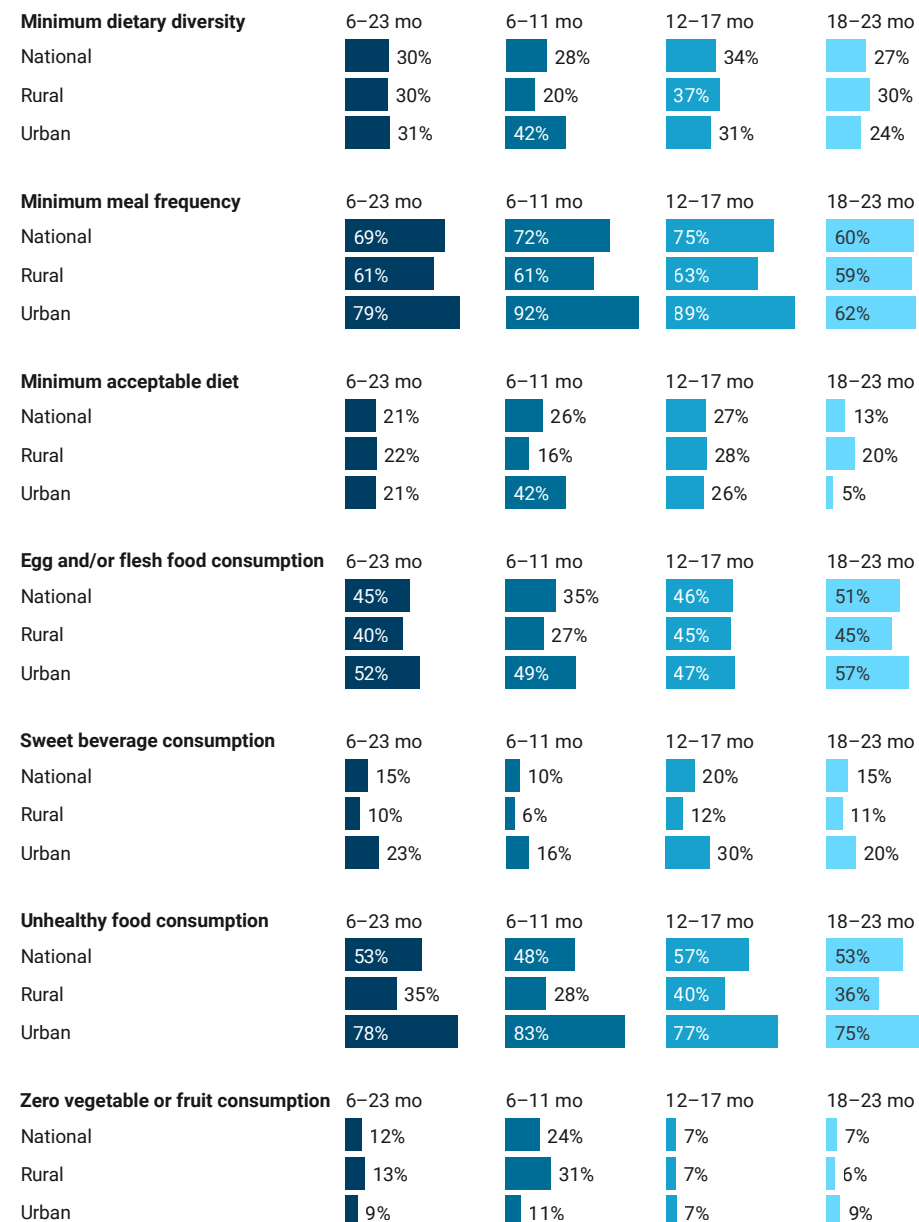 Minimum dietary diversity 6–23 mo 6–11 mo 12–17 mo 18–23 mo
National 30% 28% 34% 27%
Rural 30% 20% 37% 30%
Urban 31% 42% 31% 24%
Minimum meal frequency 6–23 mo 6–11 mo 12–17 mo 18–23 mo
National 69% 72% 75% 60%
Rural 61% 61% 63% 59%
Urban 79% 92% 89% 62%
Minimum acceptable diet 6–23 mo 6–11 mo 12–17 mo 18–23 mo
National 21% 26% 27% 13%
Rural 22% 16% 28% 20%
Urban 21% 42% 26% 5%
Egg and/or flesh food consumption 6–23 mo 6–11 mo 12–17 mo 18–23 mo
National 45% 35% 46% 51%
Rural 40% 27% 45% 45%
Urban 52% 49% 47% 57%
Sweet beverage consumption 6–23 mo 6–11 mo 12–17 mo 18–23 mo
National 15% 10% 20% 15%
Rural 10% 6% 12% 11%
Urban 23% 16% 30% 20%
Unhealthy food consumption 6–23 mo 6–11 mo 12–17 mo 18–23 mo
National 53% 48% 57% 53%
Rural 35% 28% 40% 36%
Urban 78% 83% 77% 75%
Zero vegetable or fruit consumption 6–23 mo 6–11 mo 12–17 mo 18–23 mo
National 12% 24% 7% 7%
Rural 13% 31% 7% 6%
Urban 9% 11% 7% 9%